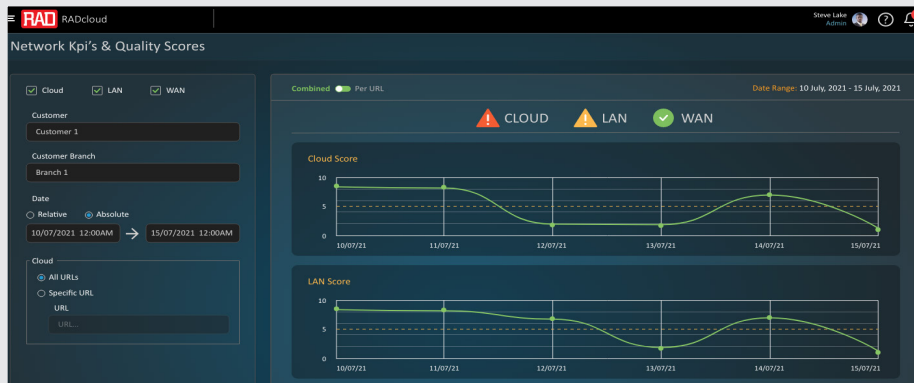 RAD RADcloud
Steve Lake
Admin
?
Network Kpi's & Quality Scores
Cloud LAN WAN
Customer
Customer 1
Customer Branch
Branch 1
Date
Relative Absolute
10/07/2021 12:00AM → 15/07/2021 12:00AM
Cloud
All URLs
Specific URL
URL
URL...
Combined Per URL
Date Range: 10 July, 2021 - 15 July, 2021
CLOUD LAN WAN
Cloud Score
10
5
0
10/07/21 11/07/21 12/07/21 13/07/21 14/07/21 15/07/21
LAN Score
10
5
0
10/07/21 11/07/21 12/07/21 13/07/21 14/07/21 15/07/21